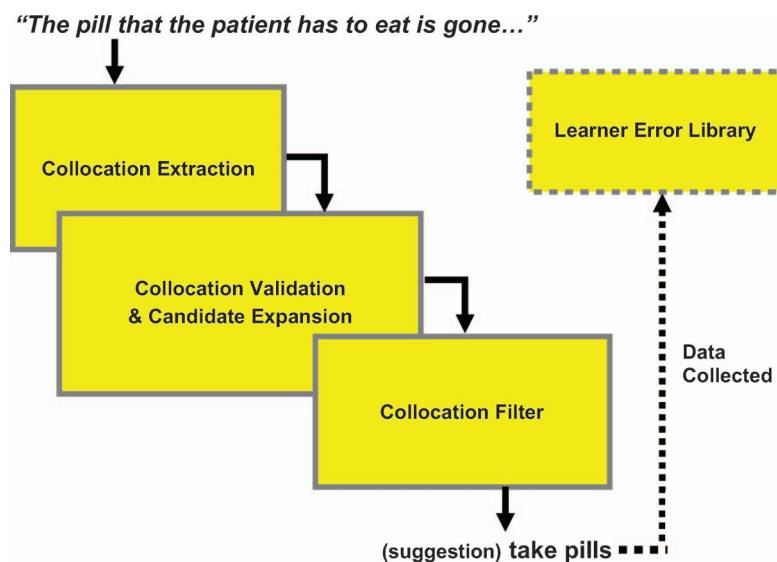 “The pill that the patient has to eat is gone…”
Collocation Extraction
Learner Error Library
Collocation Validation
& Candidate Expansion
Data
Collected
Collocation Filter
(suggestion) take pills